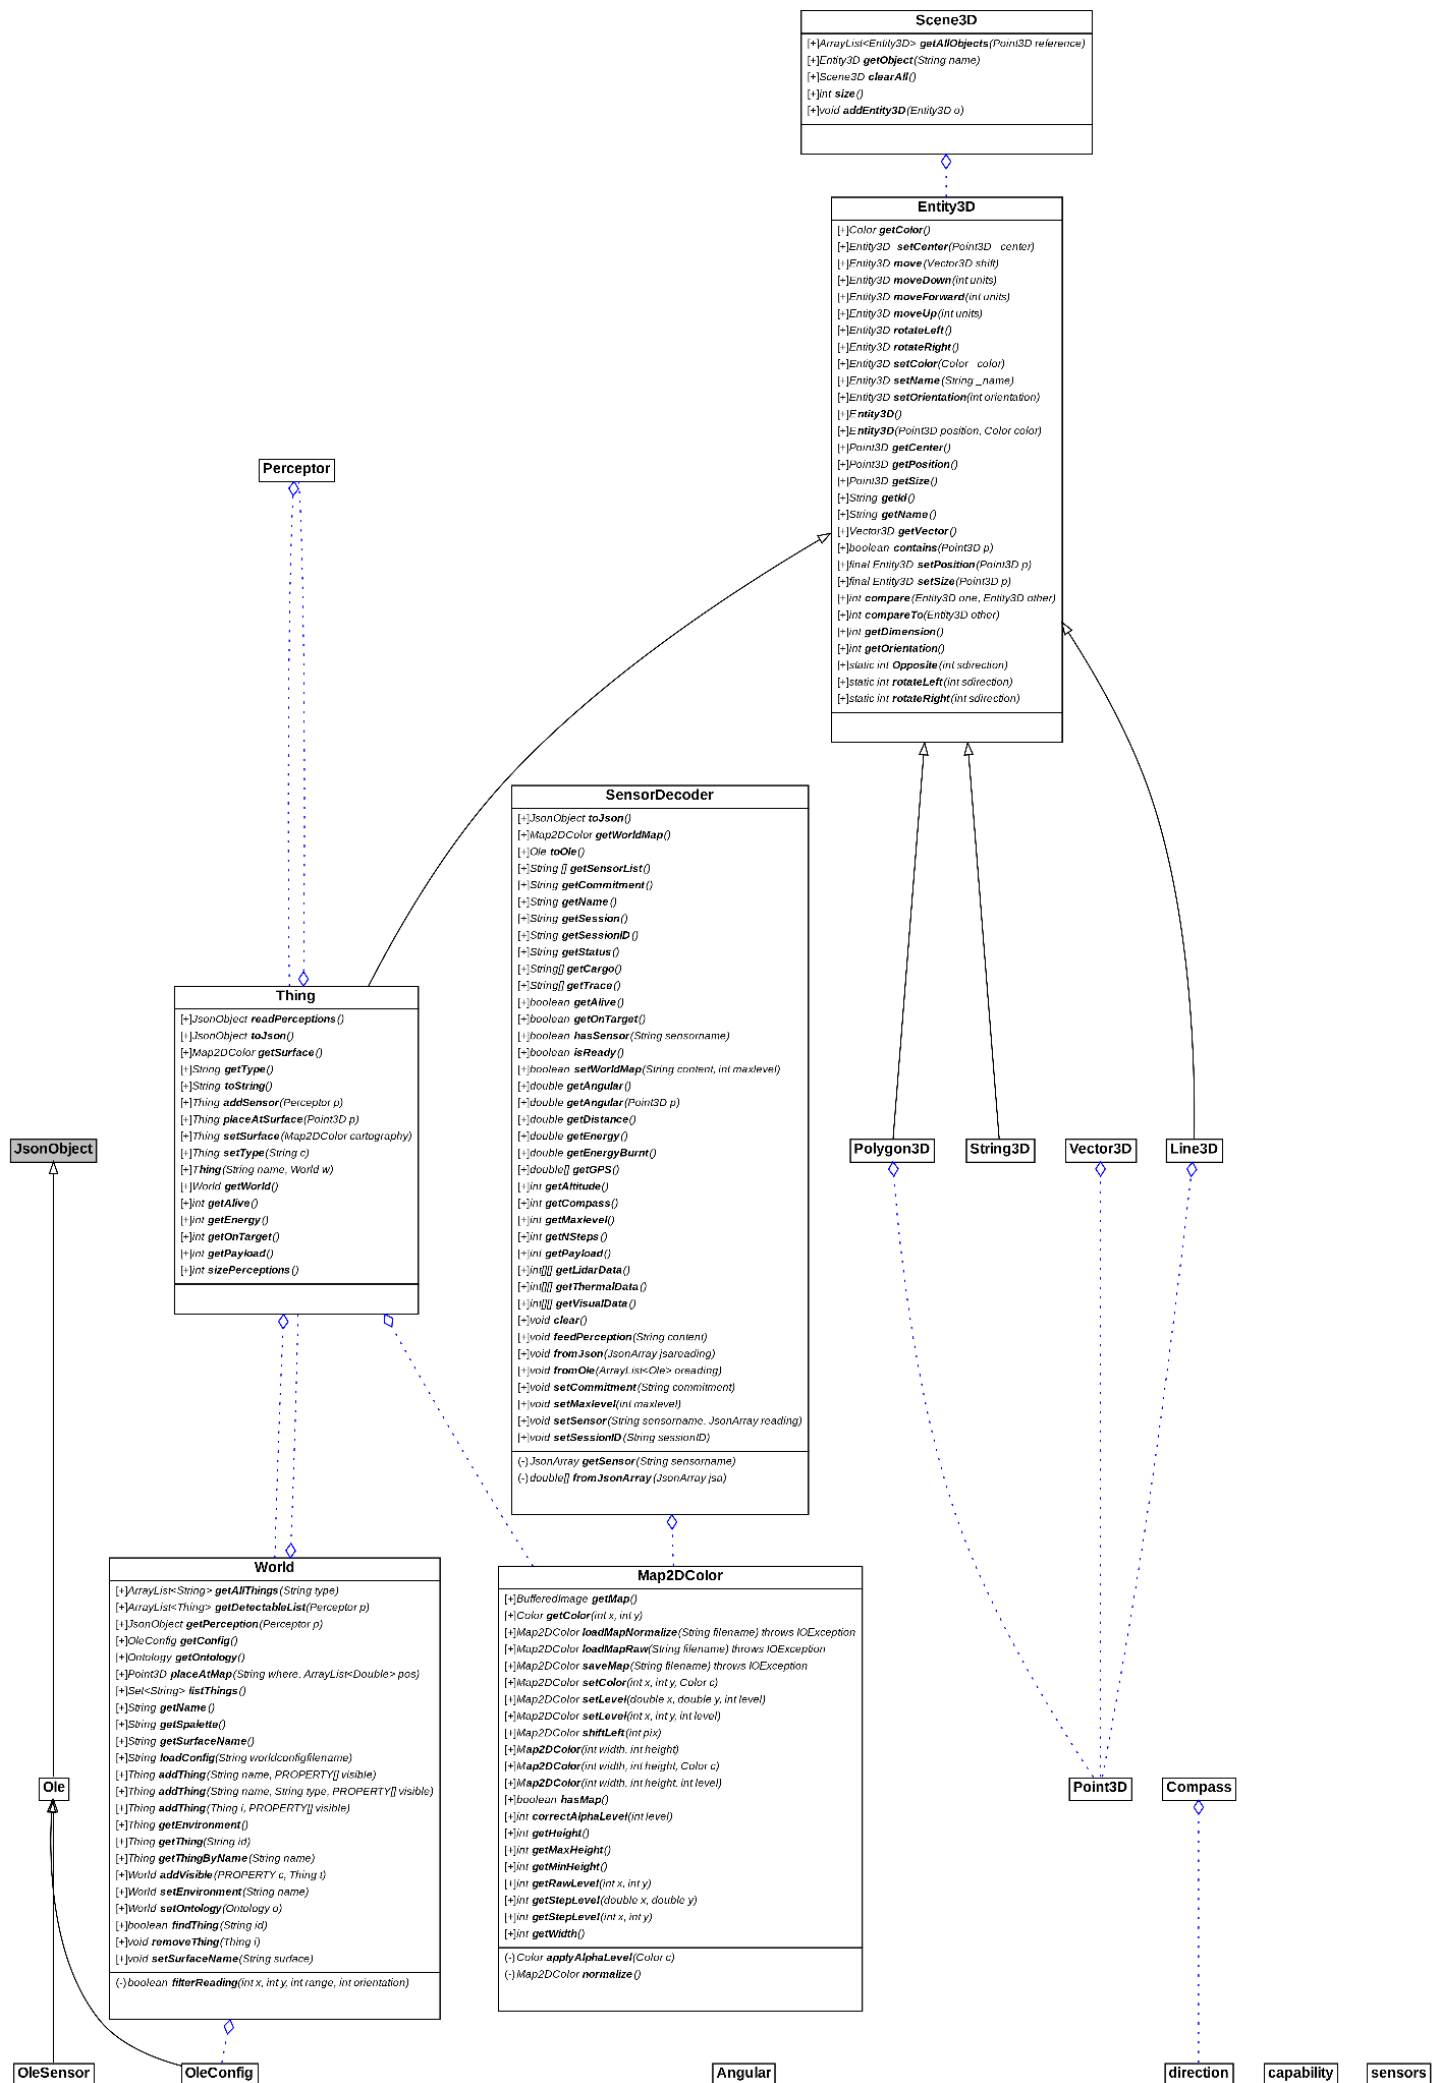 Scene3D
[+]ArrayList<Entity3D> getAllObjects(Point3D reference)
[+]Entity3D getObject(String name)
[+]Scene3D clearAll()
[+]int size()
[+]void addEntity3D(Entity3D o)
Entity3D
[+]Color getColor()
[+]Entity3D setCenter(Point3D center)
[+]Entity3D move(Vector3D shift)
[+]Entity3D moveDown(int units)
[+]Entity3D moveForward(int units)
[+]Entity3D moveUp(int units)
[+]Entity3D rotateLeft()
[+]Entity3D rotateRight()
[+]Entity3D setColor(Color color)
[+]Entity3D setName(String _name)
[+]Entity3D setOrientation(int orientation)
[+]Entity3D()
[+]Entity3D(Point3D position, Color color)
[+]Point3D getCenter()
[+]Point3D getPosition()
[+]Point3D getSize()
[+]String getId()
[+]String getName()
[+]Vector3D getVector()
[+]boolean contains(Point3D p)
[+]final Entity3D setPosition(Point3D p)
[+]final Entity3D setSize(Point3D p)
[+]int compare(Entity3D one, Entity3D other)
[+]int compareTo(Entity3D other)
[+]int getDimension()
[+]int getOrientation()
[+]static int Opposite(int sdirection)
[+]static int rotateLeft(int sdirection)
[+]static int rotateRight(int sdirection)
Perceptor
SensorDecoder
[+]JsonObject toJson()
[+]Map2DColor getWorldMap()
[+]Ole toOle()
[+]String [] getSensorList()
[+]String getCommitment()
[+]String getName()
[+]String getSession()
[+]String getSessionID()
[+]String getStatus()
[+]String[] getCargo()
[+]String[] getTrace()
[+]boolean getAlive()
[+]boolean getOnTarget()
[+]boolean hasSensor(String sensorname)
[+]boolean isReady()
[+]boolean setWorldMap(String content, int maxlevel)
[+]double getAngular()
[+]double getAngular(Point3D p)
[+]double getDistance()
[+]double getEnergy()
[+]double getEnergyBurnt()
[+]double[] getGPS()
[+]int getAltitude()
[+]int getCompass()
[+]int getMaxlevel()
[+]int getNSteps()
[+]int getPayload()
[+]int[][] getLidarData()
[+]int[][] getThermalData()
[+]int[][] getVisualData()
[+]void clear()
[+]void feedPerception(String content)
[+]void fromJson(JsonArray jsareading)
[+]void fromOle(ArrayList<Ole> oreading)
[+]void setCommitment(String commitment)
[+]void setMaxlevel(int maxlevel)
[+]void setSensor(String sensorname, JsonArray reading)
[+]void setSessionID(String sessionID)
(-)JsonArray getSensor(String sensorname)
(-)double[] fromJsonArray(JsonArray jsa)
Thing
[+]JsonObject readPerceptions()
[+]JsonObject toJson()
[+]Map2DColor getSurface()
[+]String getType()
[+]String toString()
[+]Thing addSensor(Perceptor p)
[+]Thing placeAtSurface(Point3D p)
[+]Thing setSurface(Map2DColor cartography)
[+]Thing setType(String c)
[+]Thing(String name, World w)
[+]World getWorld()
[+]int getAlive()
[+]int getEnergy()
[+]int getOnTarget()
[+]int getPayload()
[+]int sizePerceptions()
JsonObject
Polygon3D
String3D
Vector3D
Line3D
World
[+]ArrayList<String> getAllThings(String type)
[+]ArrayList<Thing> getDetectableList(Perceptor p)
[+]JsonObject getPerception(Perceptor p)
[+]OleConfig getConfig()
[+]Ontology getOntology()
[+]Point3D placeAtMap(String where, ArrayList<Double> pos)
[+]Set<String> listThings()
[+]String getName()
[+]String getSpalette()
[+]String getSurfaceName()
[+]String loadConfig(String worldconfigfilename)
[+]Thing addThing(String name, PROPERTY[] visible)
[+]Thing addThing(String name, String type, PROPERTY[] visible)
[+]Thing addThing(Thing i, PROPERTY[] visible)
[+]Thing getEnvironment()
[+]Thing getThing(String id)
[+]Thing getThingByName(String name)
[+]World addVisible(PROPERTY c, Thing t)
[+]World setEnvironment(String name)
[+]World setOntology(Ontology o)
[+]boolean findThing(String id)
[+]void removeThing(Thing i)
[+]void setSurfaceName(String surface)
(-)boolean filterReading(int x, int y, int range, int orientation)
Map2DColor
[+]BufferedImage getMap()
[+]Color getColor(int x, int y)
[+]Map2DColor loadMapNormalize(String filename) throws IOException
[+]Map2DColor loadMapRaw(String filename) throws IOException
[+]Map2DColor saveMap(String filename) throws IOException
[+]Map2DColor setColor(int x, int y, Color c)
[+]Map2DColor setLevel(double x, double y, int level)
[+]Map2DColor setLevel(int x, int y, int level)
[+]Map2DColor shiftLeft(int pix)
[+]Map2DColor(int width, int height)
[+]Map2DColor(int width, int height, Color c)
[+]Map2DColor(int width, int height, int level)
[+]boolean hasMap()
[+]int correctAlphaLevel(int level)
[+]int getHeight()
[+]int getMaxHeight()
[+]int getMinHeight()
[+]int getRawLevel(int x, int y)
[+]int getStepLevel(double x, double y)
[+]int getStepLevel(int x, int y)
[+]int getWidth()
(-)Color applyAlphaLevel(Color c)
(-)Map2DColor normalize()
Ole
Point3D
Compass
OleSensor
OleConfig
Angular
direction
capability
sensors